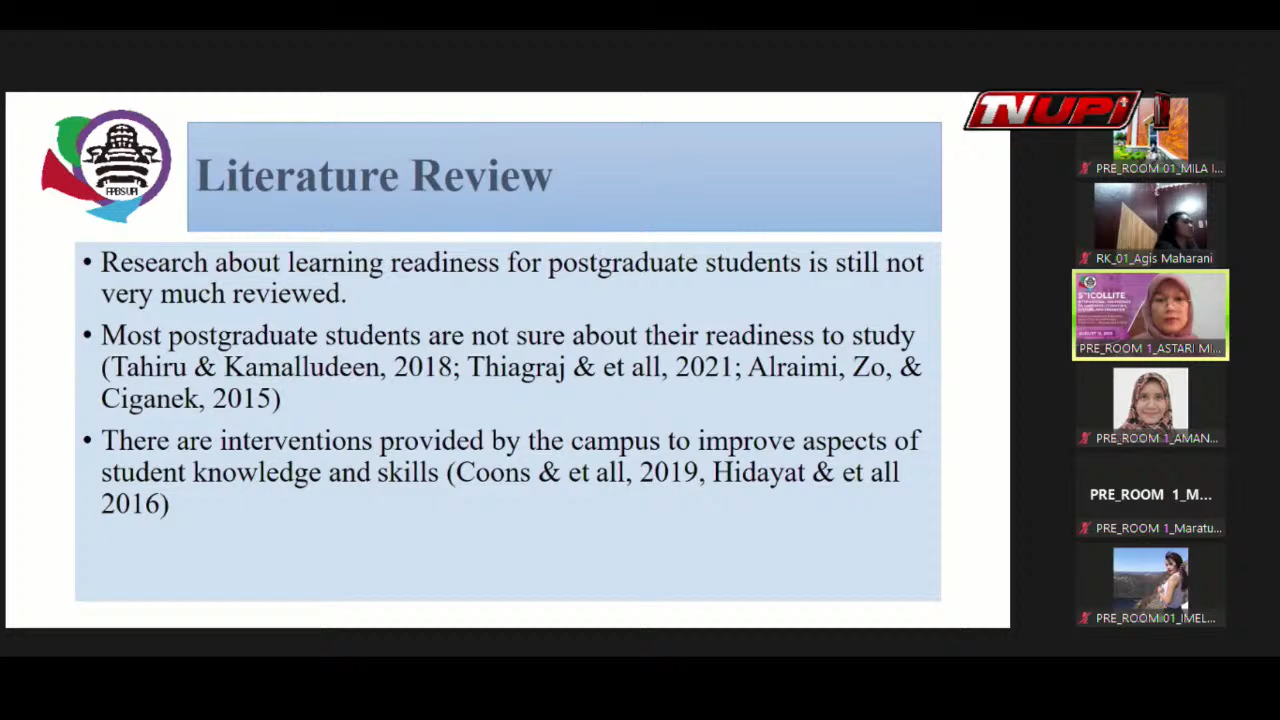 TVUPI
FPBS UPI
Literature Review
• Research about learning readiness for postgraduate students is still not
very much reviewed.
• Most postgraduate students are not sure about their readiness to study
(Tahiru & Kamalludeen, 2018; Thiagraj & et all, 2021; Alraimi, Zo, &
Ciganek, 2015)
• There are interventions provided by the campus to improve aspects of
student knowledge and skills (Coons & et all, 2019, Hidayat & et all
2016)
PRE_ROOM 01_MILA I...
RK_01_Agis Maharani
5thICOLLITE
PRE_ROOM 1_ASTARI MI...
PRE_ROOM 1_AMAN...
PRE_ROOM 1_M...
PRE_ROOM 1_Maratu...
PRE_ROOM 01_IMEL...